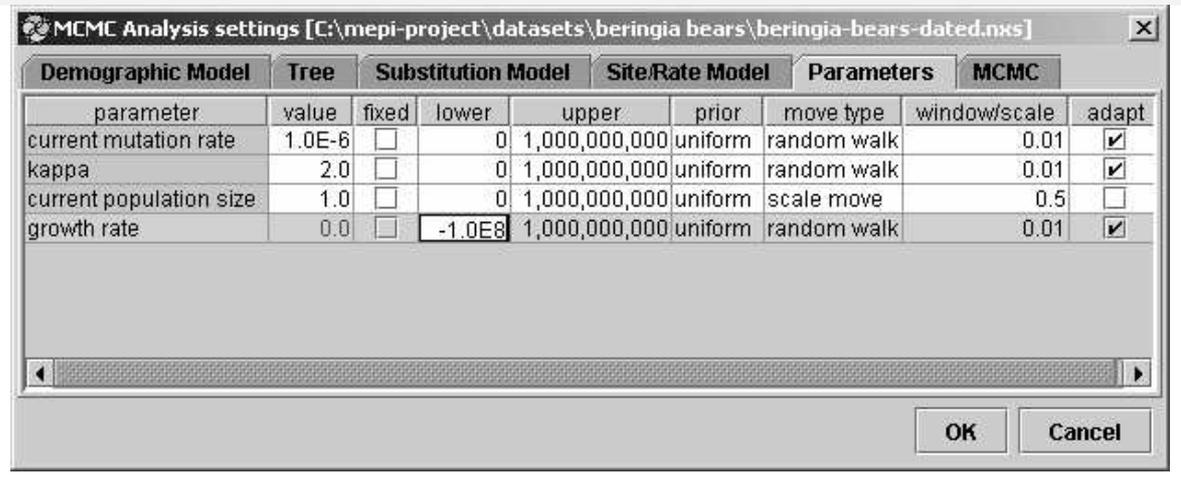 MCMC Analysis settings [C:\mepi-project\datasets\beringia bears\beringia-bears-dated.nxs]
Demographic Model Tree Substitution Model Site/Rate Model Parameters MCMC
parameter value fixed lower upper prior move type window/scale adapt
current mutation rate 1.0E-6 0 1,000,000,000 uniform random walk 0.01
kappa 2.0 0 1,000,000,000 uniform random walk 0.01
current population size 1.0 0 1,000,000,000 uniform scale move 0.5
growth rate 0.0 -1.0E8 1,000,000,000 uniform random walk 0.01
OK Cancel